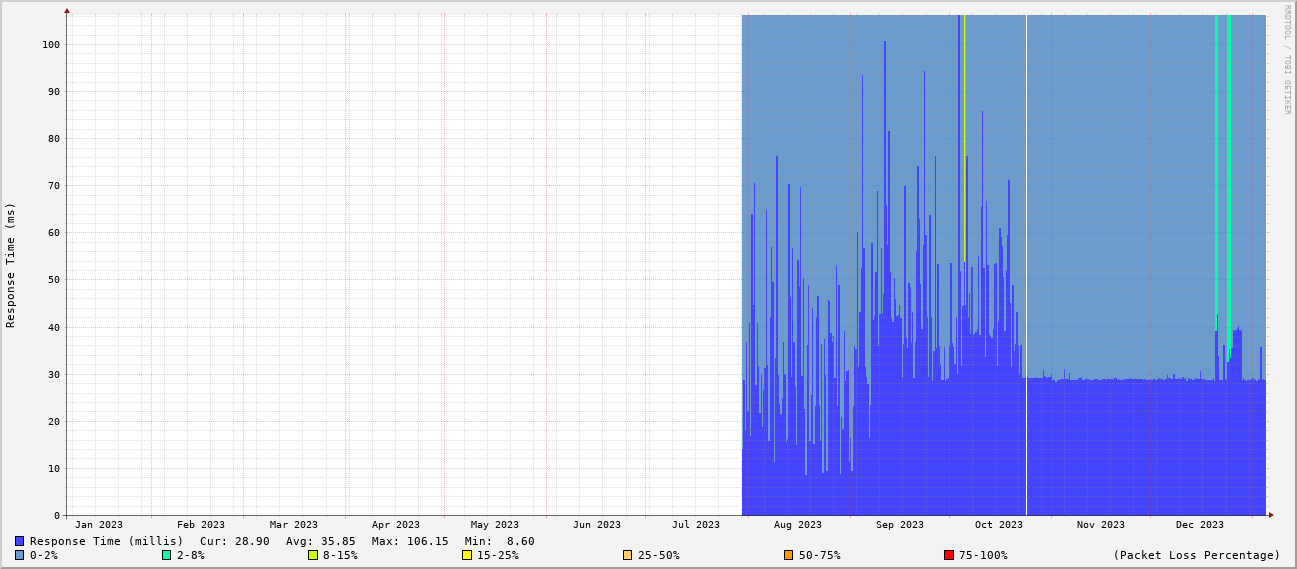 RRDTOOL / TOBI OETIKER
Response Time (ms)
100
90
80
70
60
50
40
30
20
10
0
Jan 2023 Feb 2023 Mar 2023 Apr 2023 May 2023 Jun 2023 Jul 2023 Aug 2023 Sep 2023 Oct 2023 Nov 2023 Dec 2023
Response Time (millis) Cur: 28.90 Avg: 35.85 Max: 106.15 Min: 8.60
0-2% 2-8% 8-15% 15-25% 25-50% 50-75% 75-100% (Packet Loss Percentage)